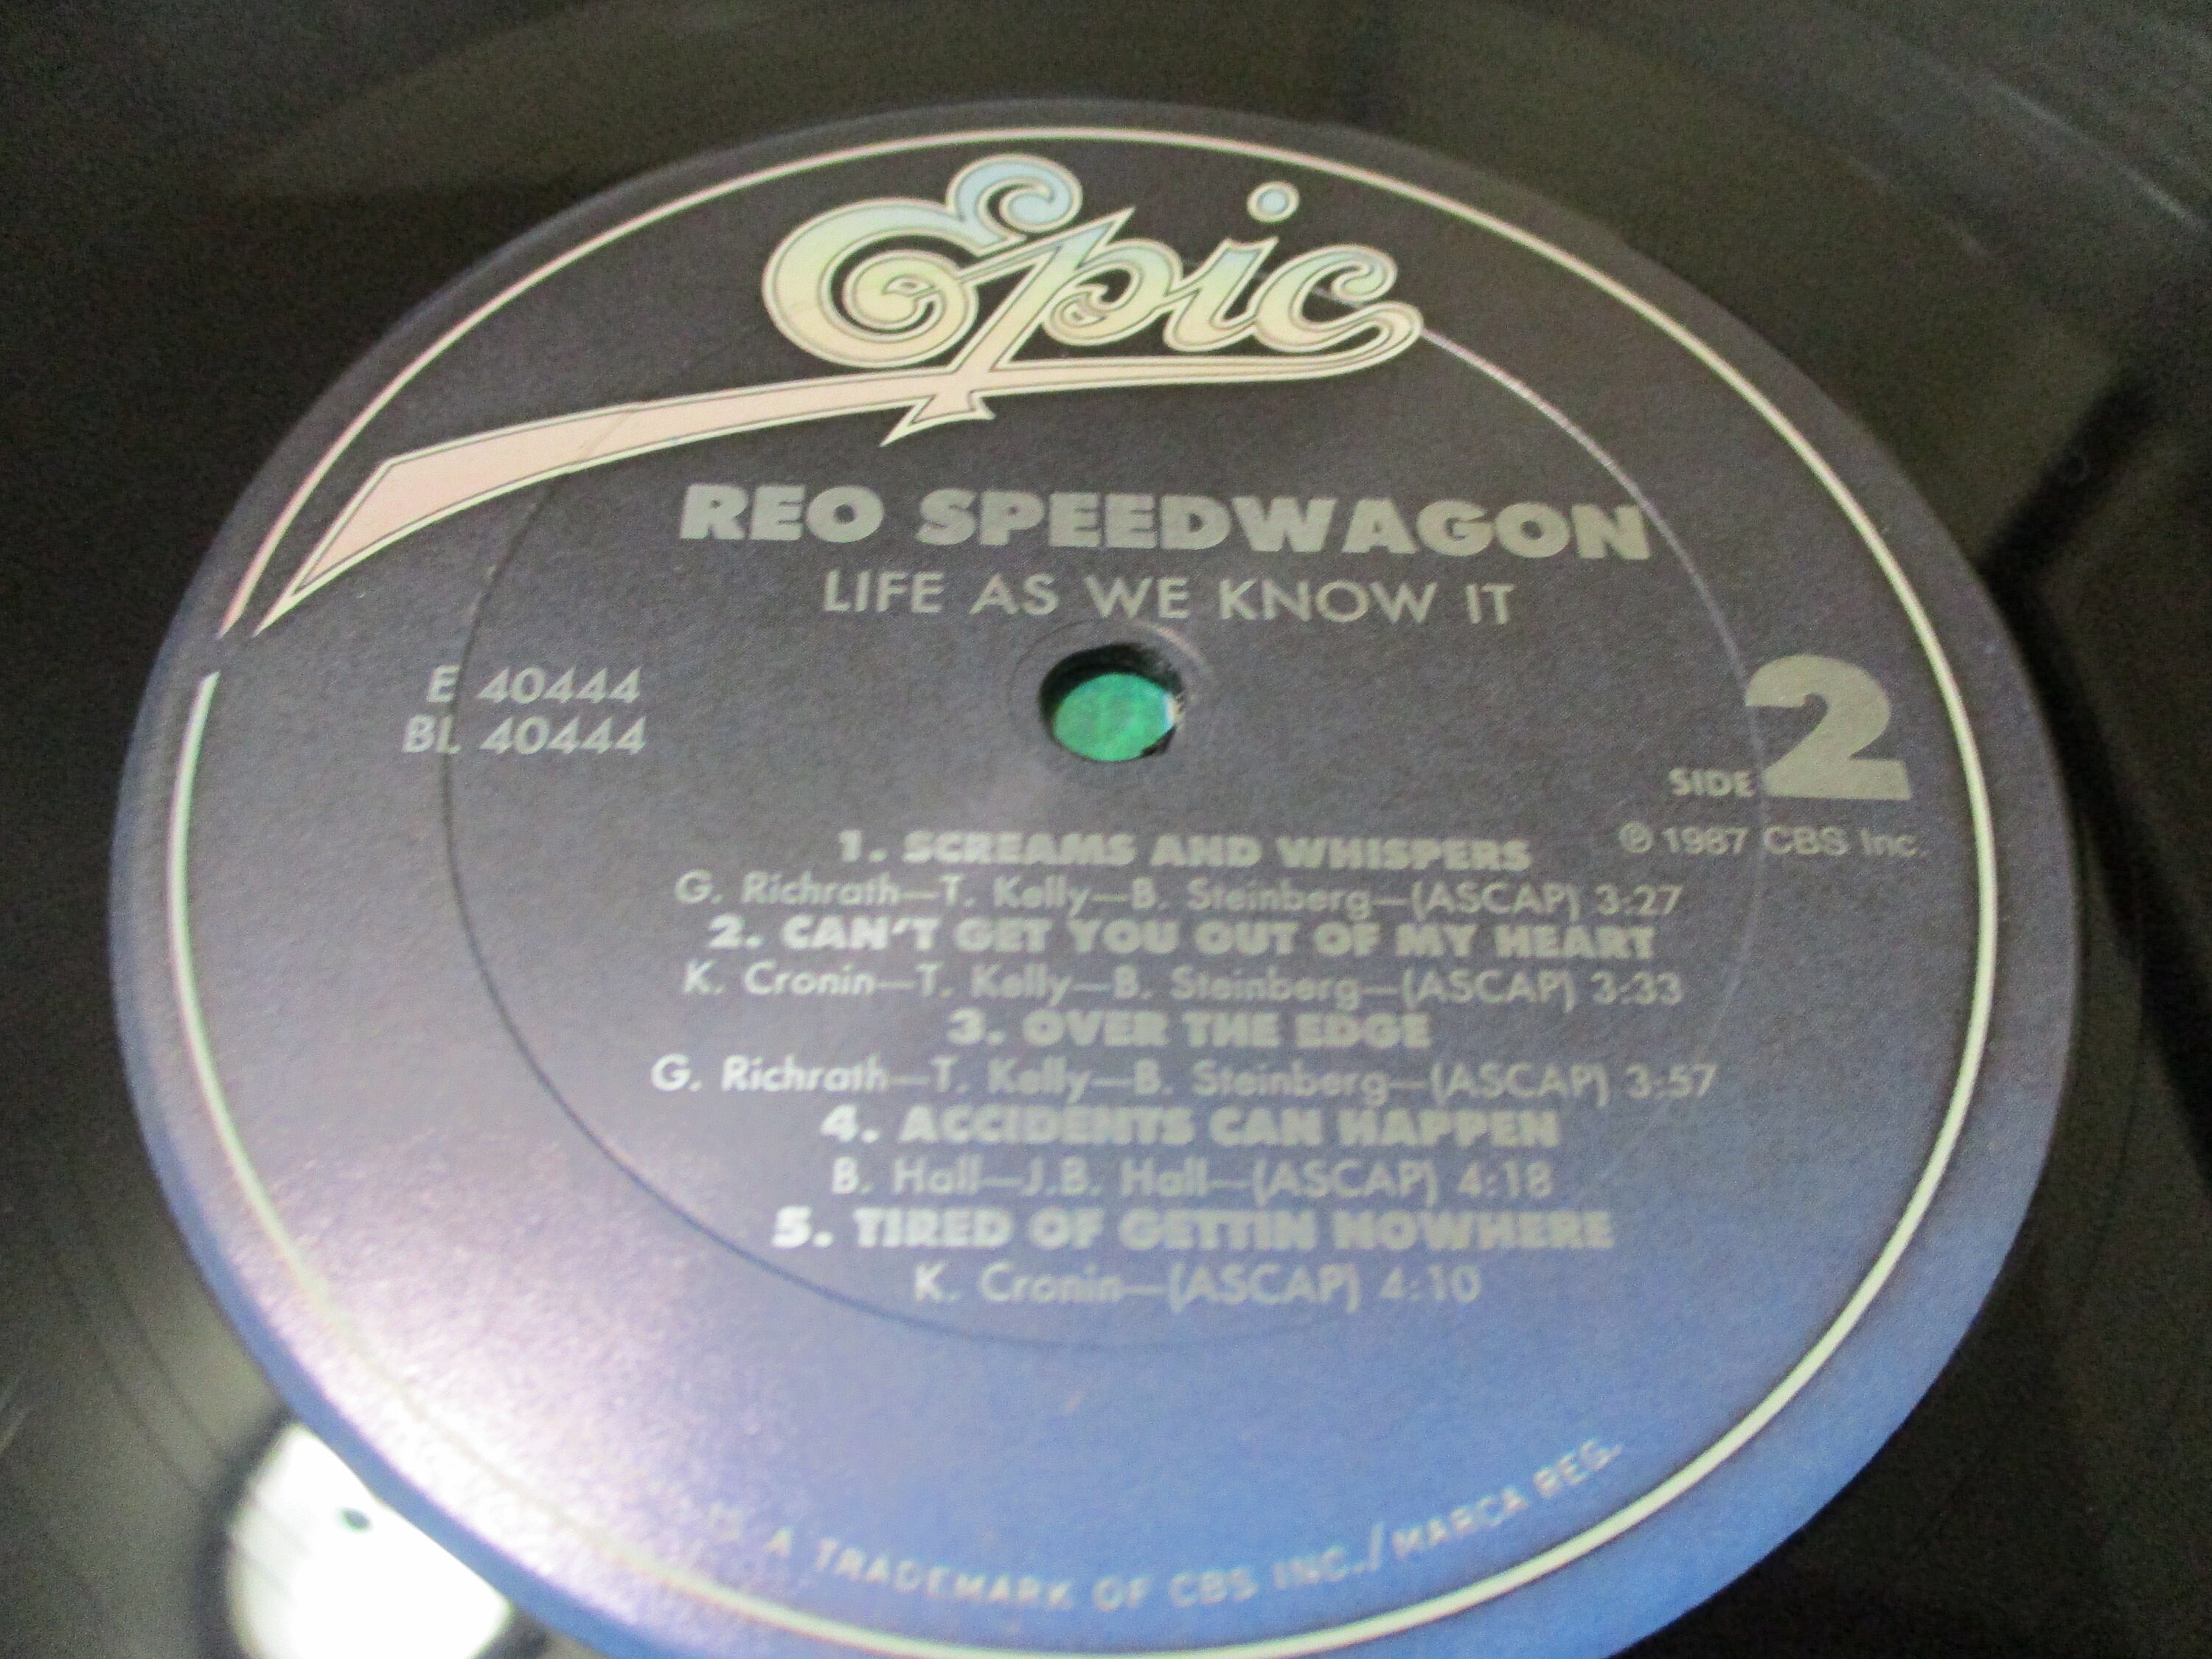 Epic
REO SPEEDWAGON
LIFE AS WE KNOW IT
E 40444
BL 40444
SIDE 2
℗ 1987 CBS Inc.
1. SCREAMS AND WHISPERS
G. Richrath—T. Kelly—B. Steinberg—(ASCAP) 3:27
2. CAN'T GET YOU OUT OF MY HEART
K. Cronin—T. Kelly—B. Steinberg—(ASCAP) 3:33
3. OVER THE EDGE
G. Richrath—T. Kelly—B. Steinberg—(ASCAP) 3:57
4. ACCIDENTS CAN HAPPEN
B. Hall—J.B. Hall—(ASCAP) 4:18
5. TIRED OF GETTIN NOWHERE
K. Cronin—(ASCAP) 4:10
IS A TRADEMARK OF CBS INC./MARCA REG.